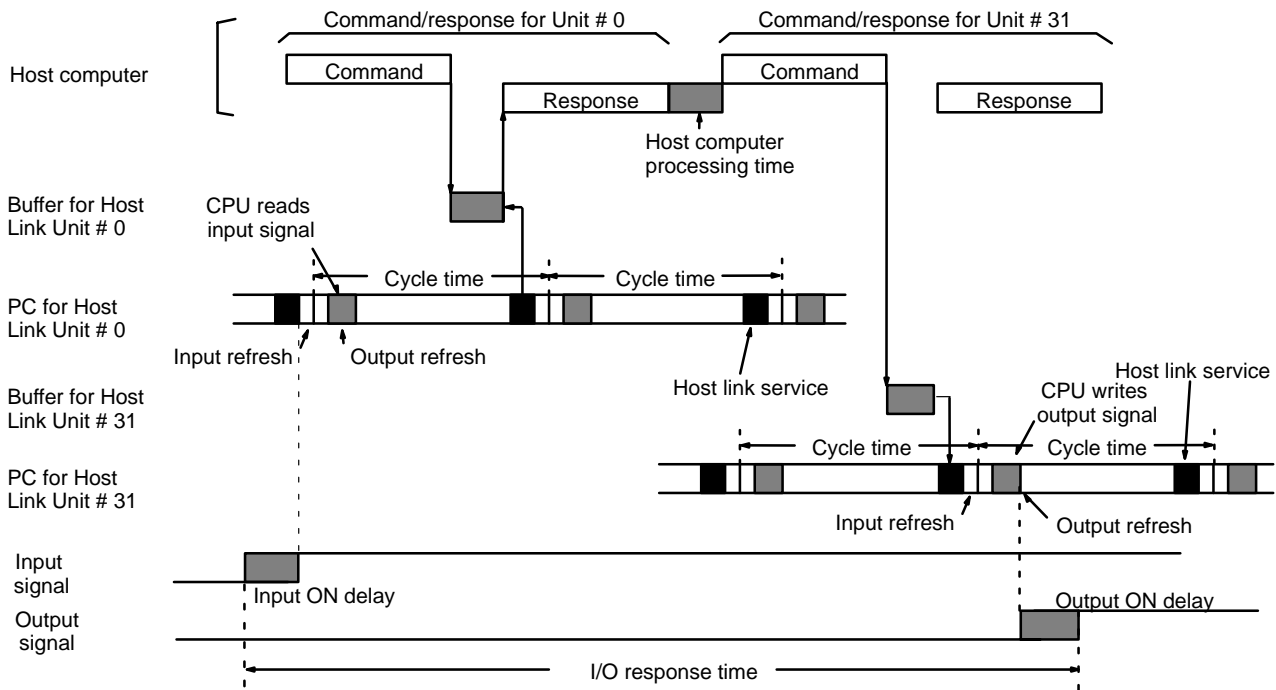 Command/response for Unit # 0
Command/response for Unit # 31
Host computer
Command
Command
Response
Response
Host computer
processing time
Buffer for Host
Link Unit # 0
CPU reads
input signal
Cycle time
Cycle time
PC for Host
Link Unit # 0
Input refresh
Output refresh
Host link service
Host link service
Buffer for Host
Link Unit # 31
CPU writes
output signal
Cycle time
Cycle time
PC for Host
Link Unit # 31
Input refresh
Output refresh
Input
signal
Input ON delay
Output
signal
Output ON delay
I/O response time